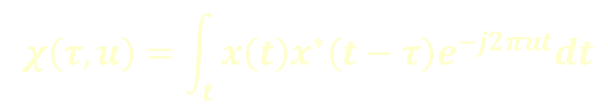 χ(τ,u) = ∫_t x(t)x*(t − τ)e^{−j2πut}dt